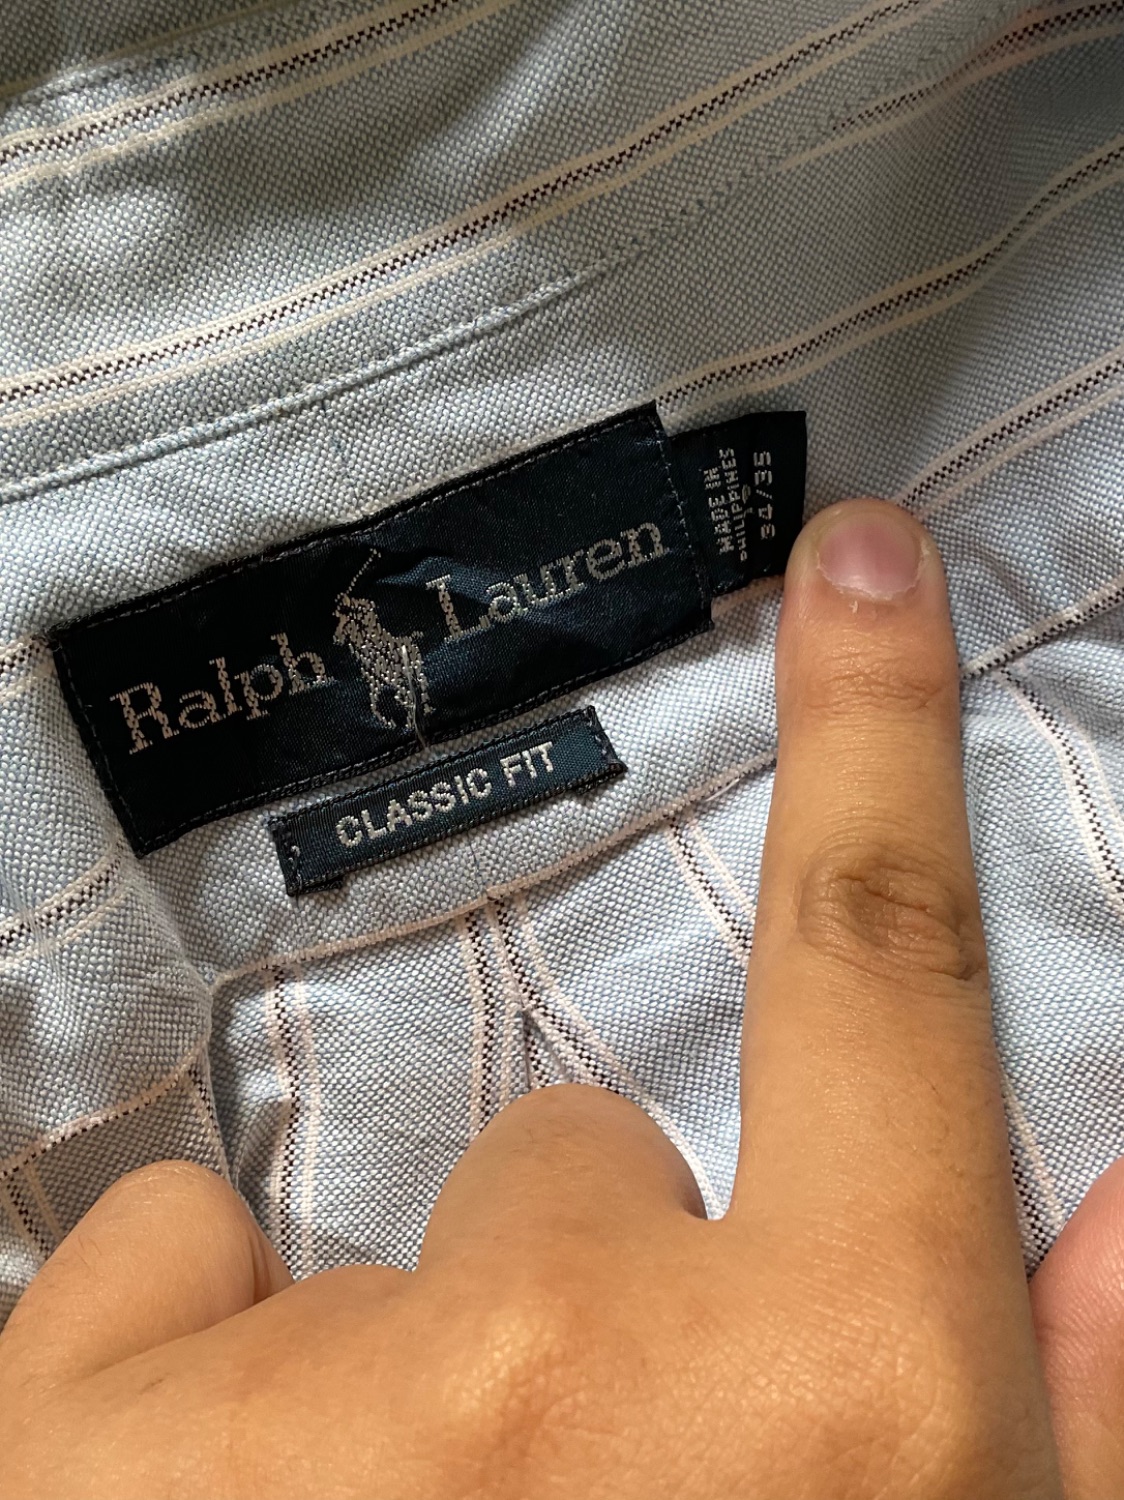 Ralph Lauren
CLASSIC FIT
MADE IN
PHILIPPINES
34/35